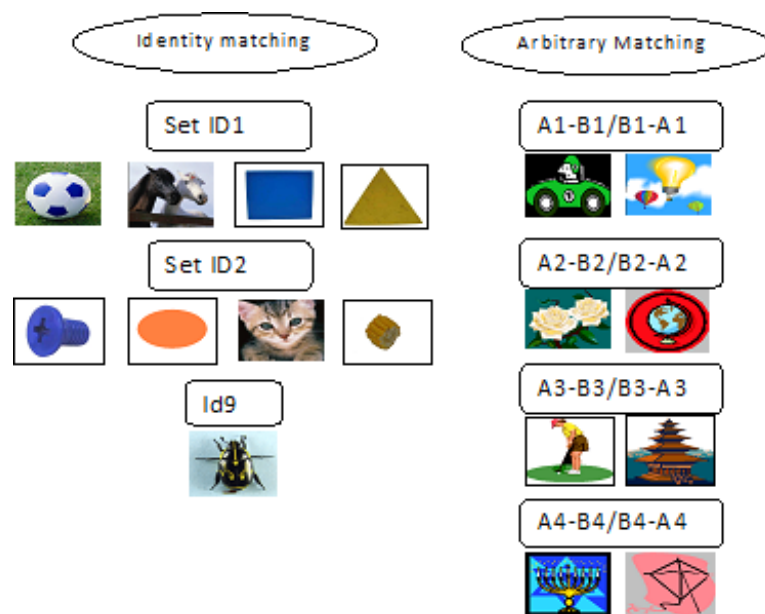 Identity matching
Arbitrary Matching
Set ID1
A1-B1/B1-A1
Set ID2
A2-B2/B2-A2
Id9
A3-B3/B3-A3
A4-B4/B4-A4